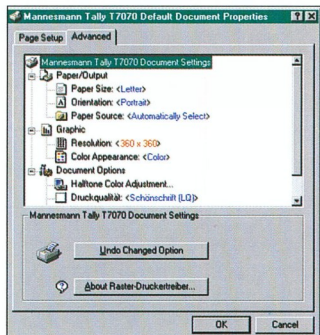 Mannesmann Tally T7070 Default Document Properties
Page Setup Advanced
Mannesmann Tally T7070 Document Settings
Paper/Output
Paper Size: <Letter>
Orientation: <Portrait>
Paper Source: <Automatically Select>
Graphic
Resolution: <360 x 360>
Color Appearance: <Color>
Document Options
Halftone Color Adjustment...
Druckqualität: <Schönschrift (LQ)>
Mannesmann Tally T7070 Document Settings
Undo Changed Option
About Raster-Druckertreiber...
OK Cancel